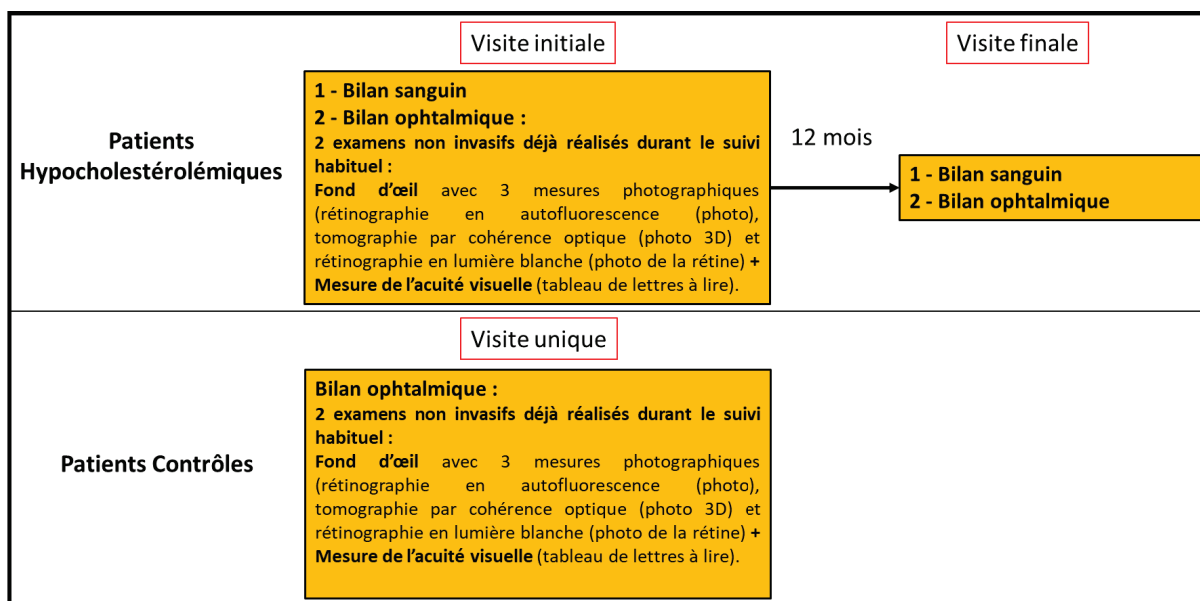 Visite initiale
Visite finale
Patients
Hypocholestérolémiques
1 - Bilan sanguin
2 - Bilan ophtalmique :
2 examens non invasifs déjà réalisés durant le suivi
habituel :
Fond d'œil avec 3 mesures photographiques
(rétinographie en autofluorescence (photo),
tomographie par cohérence optique (photo 3D) et
rétinographie en lumière blanche (photo de la rétine) +
Mesure de l'acuité visuelle (tableau de lettres à lire).
12 mois
1 - Bilan sanguin
2 - Bilan ophtalmique
Visite unique
Patients Contrôles
Bilan ophtalmique :
2 examens non invasifs déjà réalisés durant le suivi
habituel :
Fond d'œil avec 3 mesures photographiques
(rétinographie en autofluorescence (photo),
tomographie par cohérence optique (photo 3D) et
rétinographie en lumière blanche (photo de la rétine) +
Mesure de l'acuité visuelle (tableau de lettres à lire).